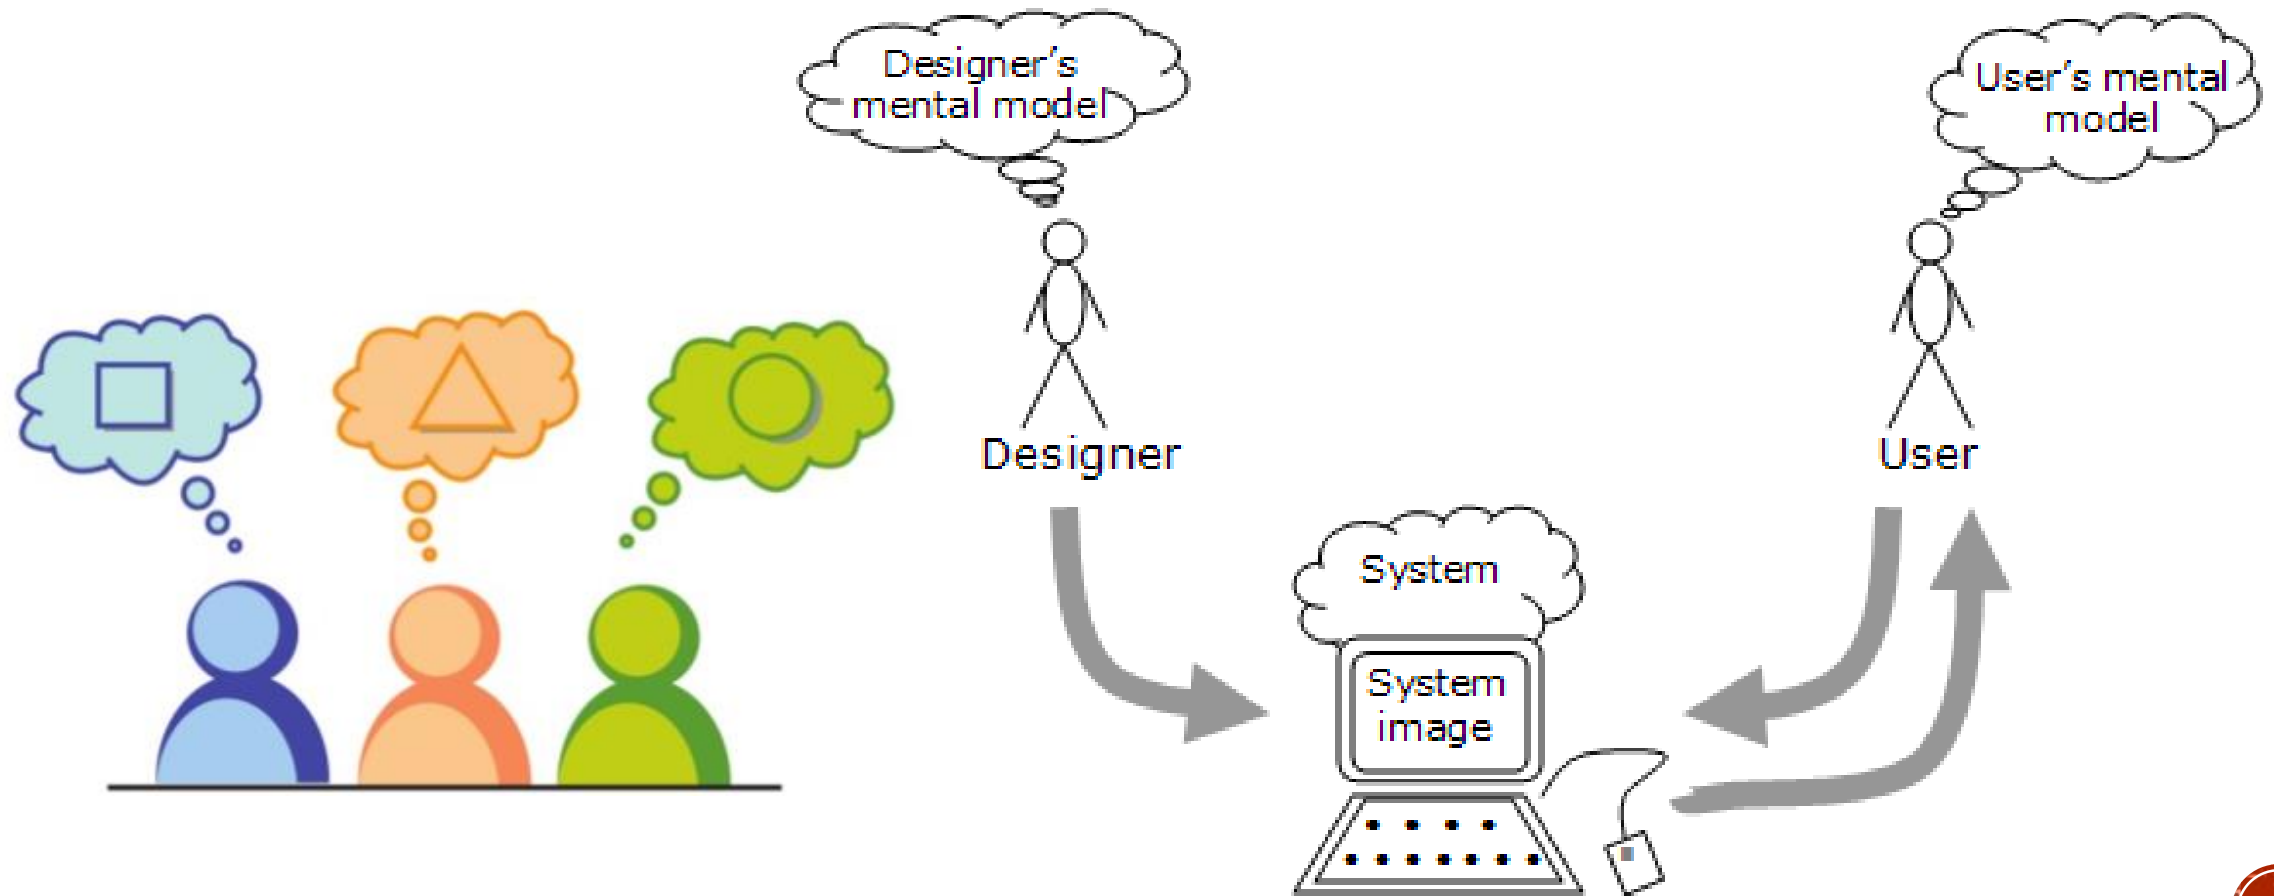 Designer's
mental model
User's mental
model
Designer
User
System
System
image